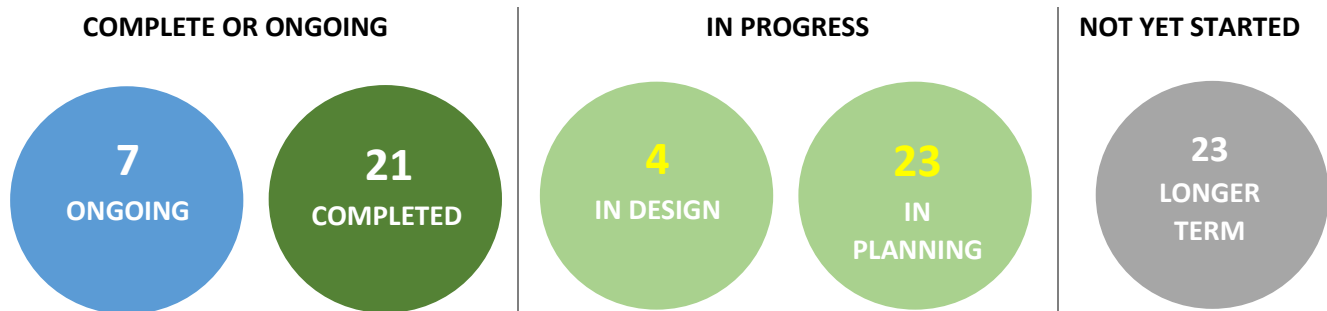 COMPLETE OR ONGOING
IN PROGRESS
NOT YET STARTED
7
ONGOING
21
COMPLETED
4
IN DESIGN
23
IN
PLANNING
23
LONGER
TERM